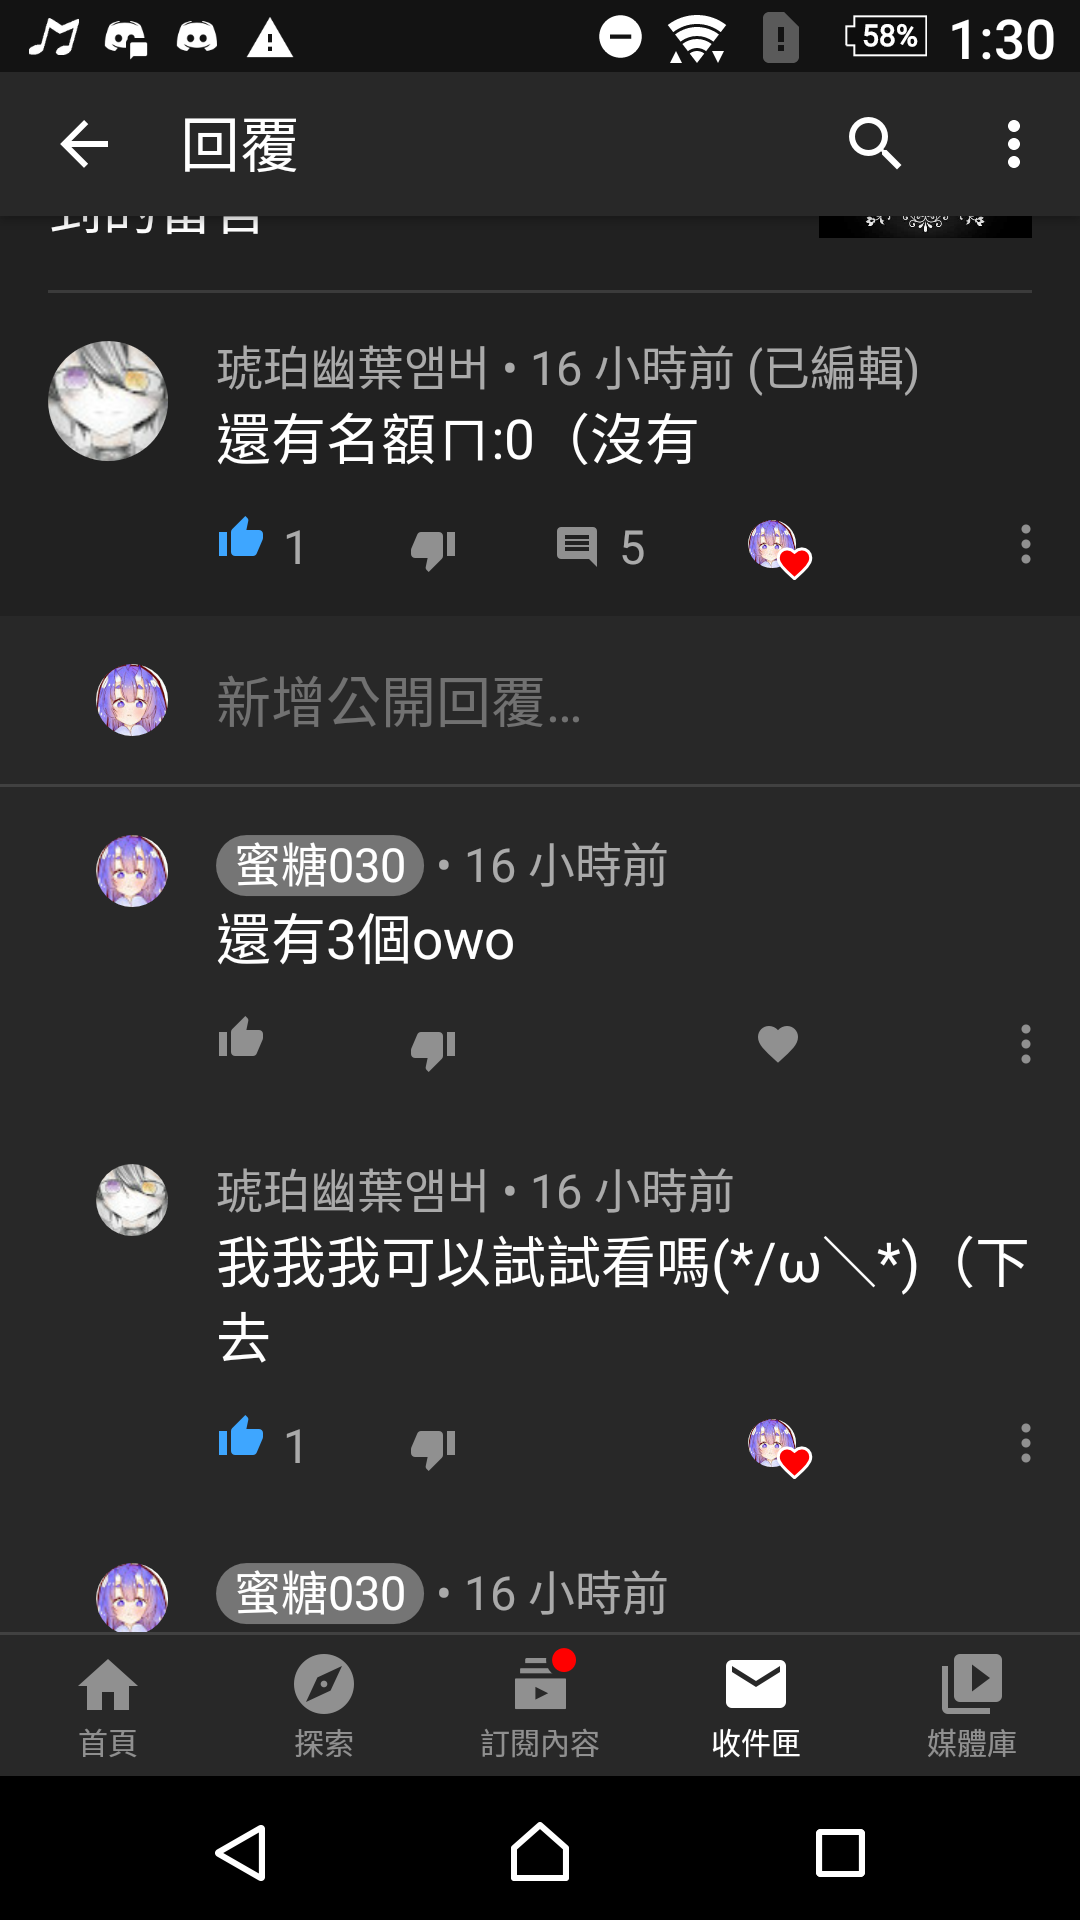 58% 1:30
回覆
到的留言
琥珀幽葉앰버 • 16 小時前 (已編輯)
還有名額ㄇ:0（沒有
1 5
新增公開回覆...
蜜糖030 • 16 小時前
還有3個owo
琥珀幽葉앰버 • 16 小時前
我我我可以試試看嗎(*/ω＼*)（下
去
1
蜜糖030 • 16 小時前
首頁 探索 訂閱內容 收件匣 媒體庫